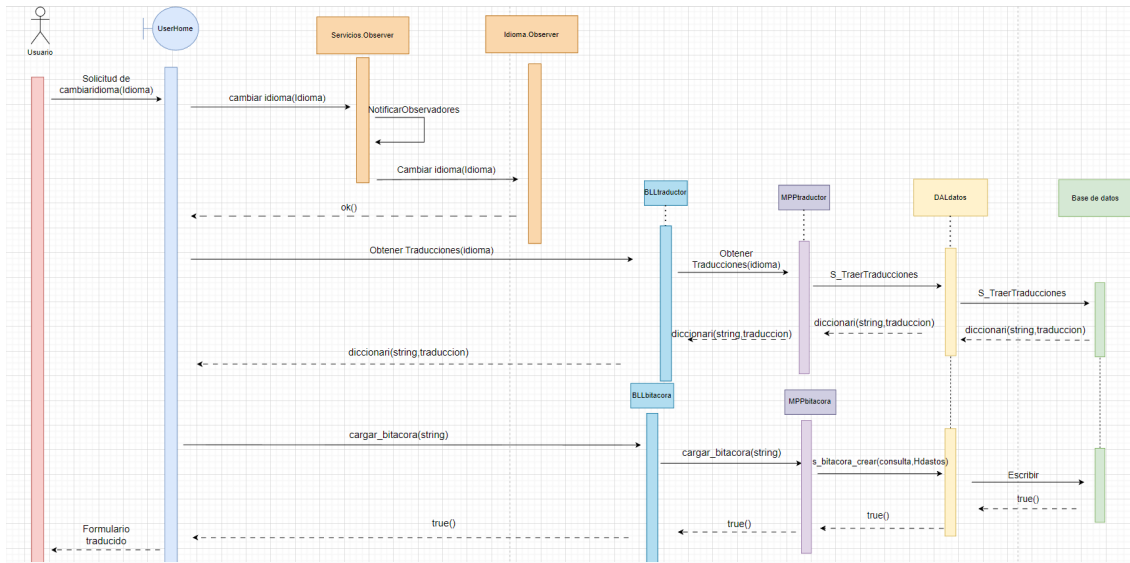 Usuario
UserHome
Servicios.Observer
Idioma.Observer
Solicitud de
cambiaridioma(Idioma)
cambiar idioma(Idioma)
NotificarObservadores
Cambiar idioma(Idioma)
ok()
BLLtraductor
MPPtraductor
DALdatos
Base de datos
Obtener Traducciones(idioma)
Obtener
Traducciones(idioma)
S_TraerTraducciones
S_TraerTraducciones
diccionari(string,traduccion)
diccionari(string,traduccion)
diccionari(string,traduccion)
diccionari(string,traduccion)
BLLbitacora
MPPbitacora
cargar_bitacora(string)
cargar_bitacora(string)
s_bitacora_crear(consulta,Hdastos)
Escribir
true()
true()
true()
true()
Formulario
traducido